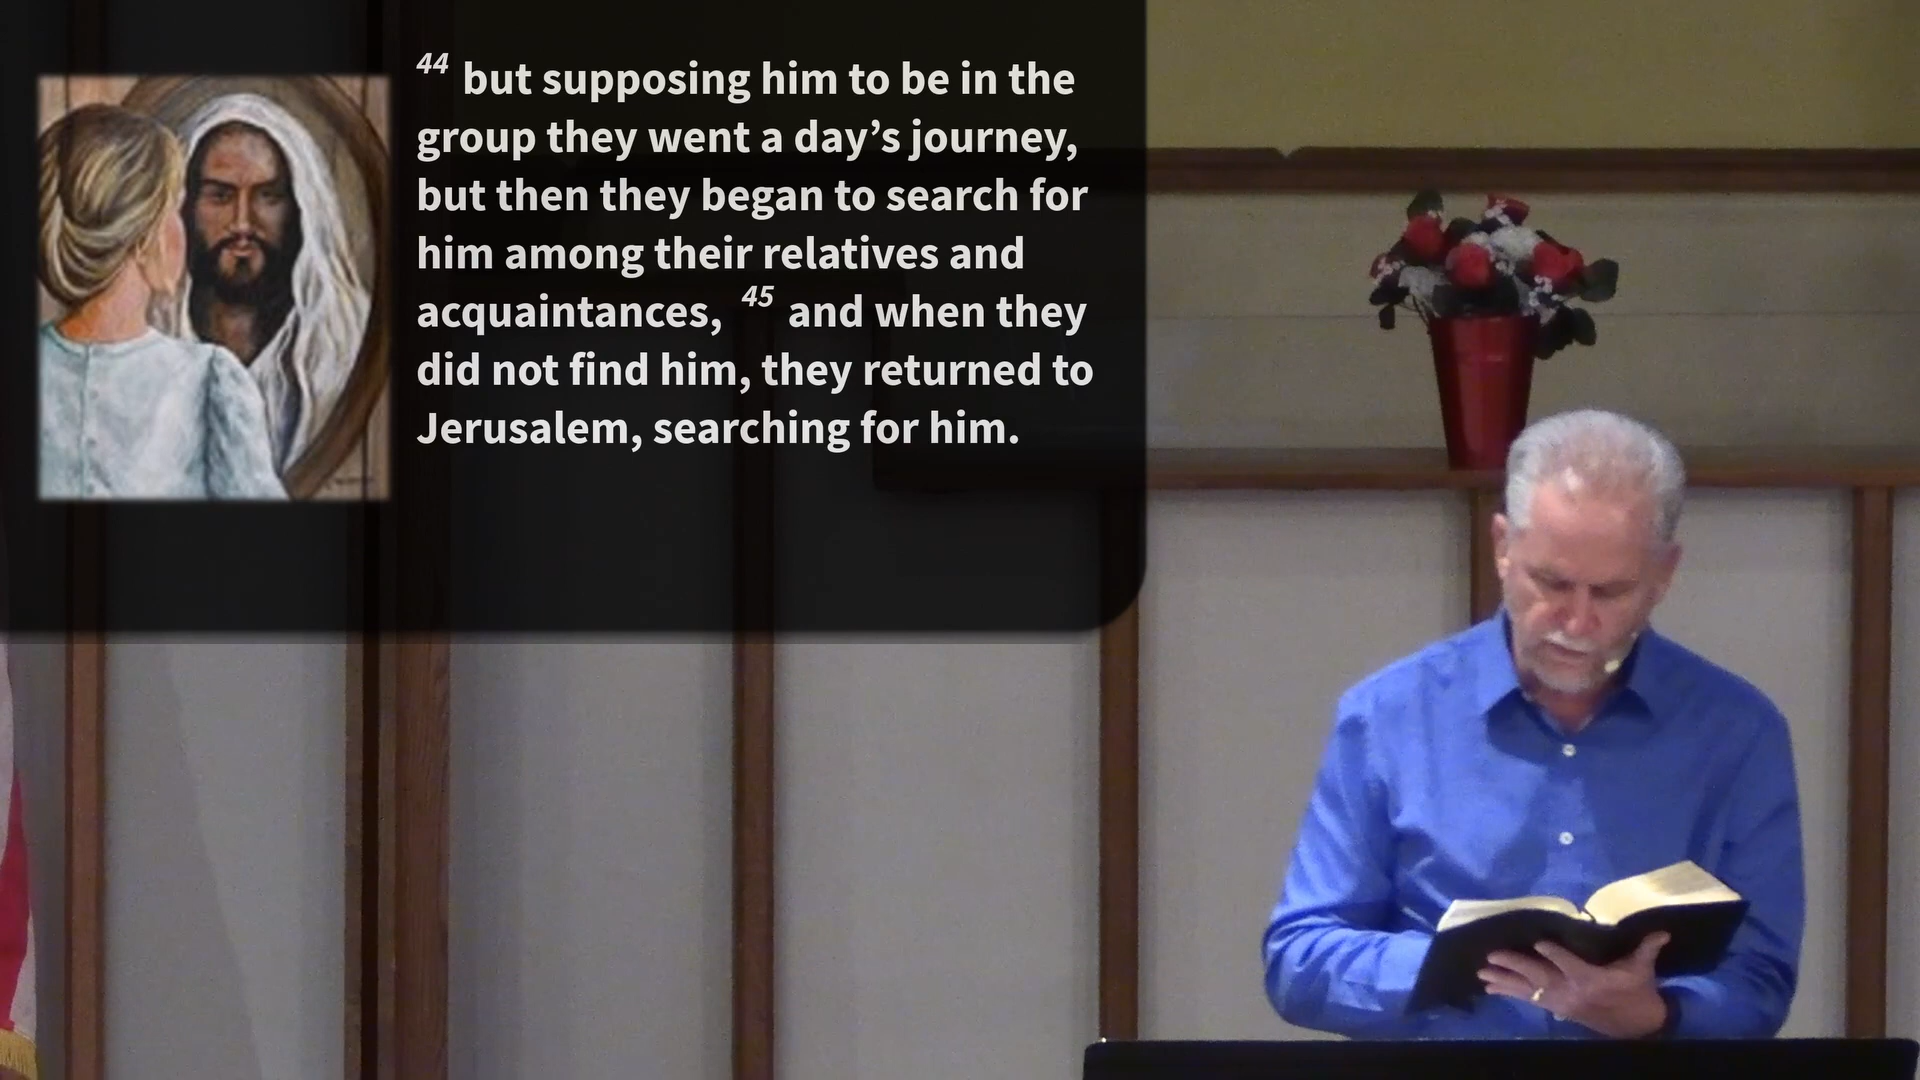 44 but supposing him to be in the
group they went a day’s journey,
but then they began to search for
him among their relatives and
acquaintances, 45 and when they
did not find him, they returned to
Jerusalem, searching for him.